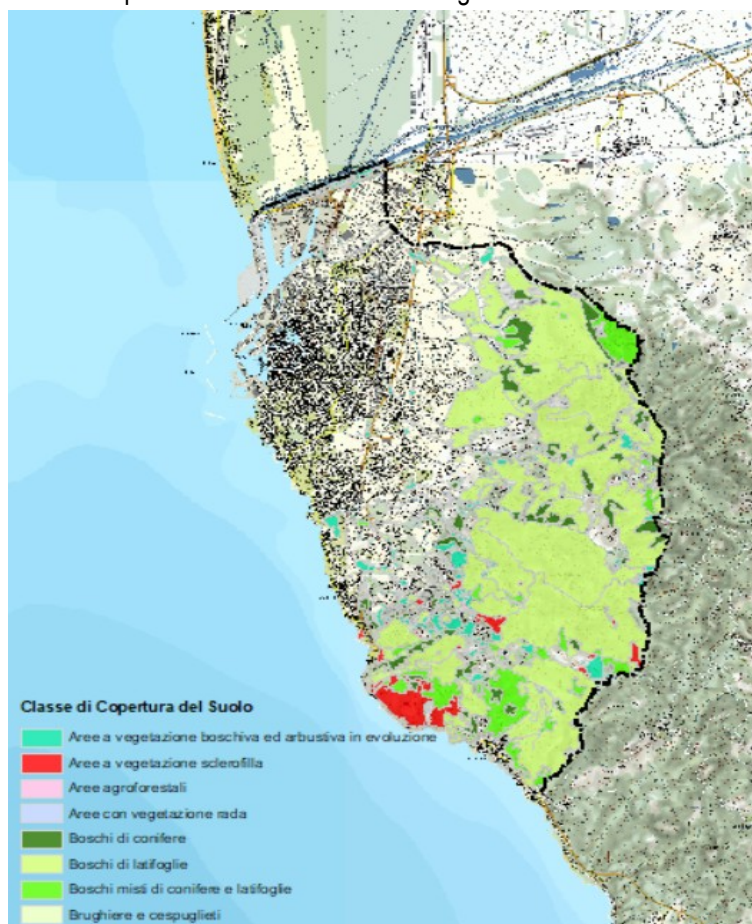 Classe di Copertura del Suolo
Aree a vegetazione boschiva ed arbustiva in evoluzione
Aree a vegetazione sclerofilla
Aree agroforestali
Aree con vegetazione rada
Boschi di conifere
Boschi di latifoglie
Boschi misti di conifere e latifoglie
Brughiere e cespuglieti